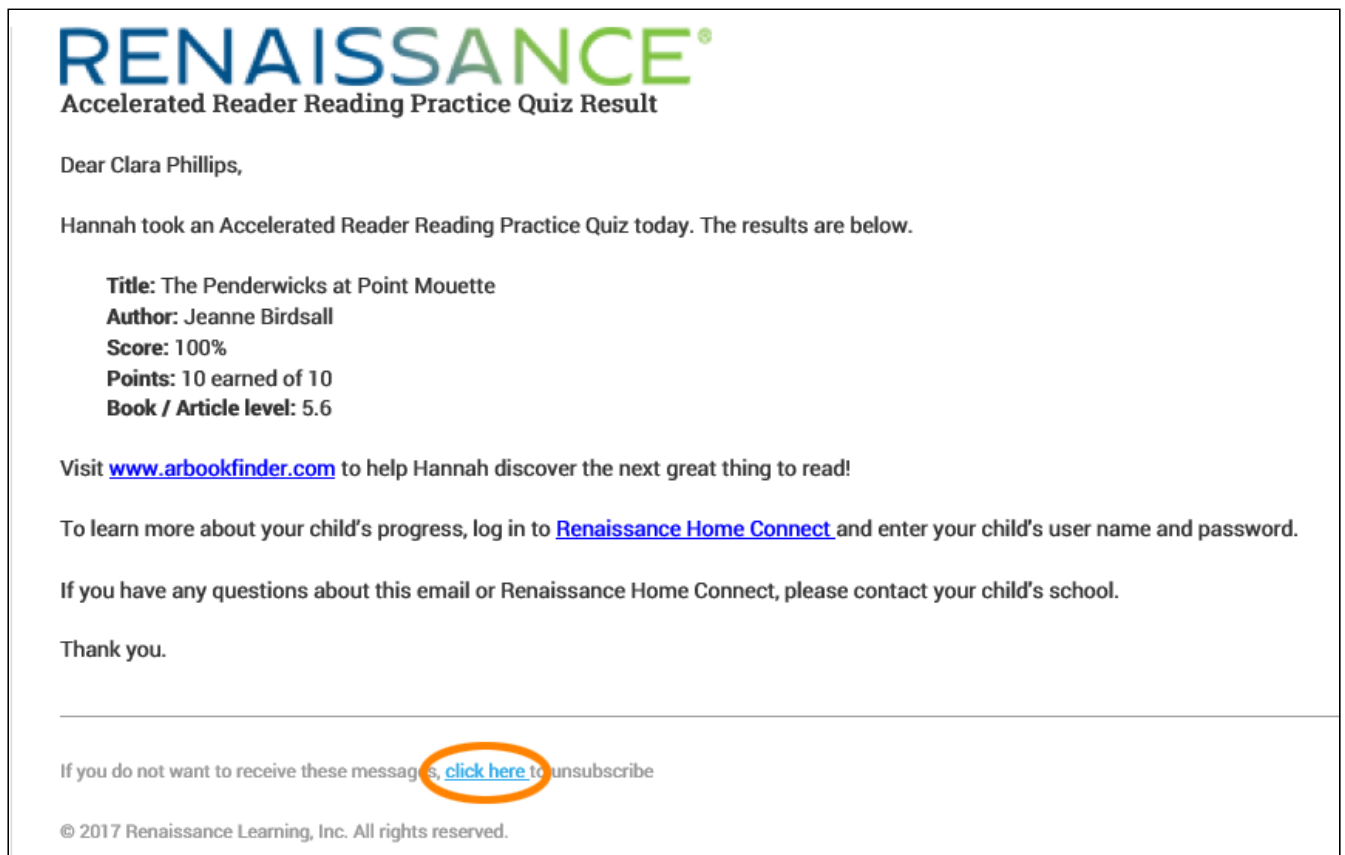 RENAISSANCE®
Accelerated Reader Reading Practice Quiz Result
Dear Clara Phillips,
Hannah took an Accelerated Reader Reading Practice Quiz today. The results are below.
Title: The Penderwicks at Point Mouette
Author: Jeanne Birdsall
Score: 100%
Points: 10 earned of 10
Book / Article level: 5.6
Visit www.arbookfinder.com to help Hannah discover the next great thing to read!
To learn more about your child's progress, log in to Renaissance Home Connect and enter your child's user name and password.
If you have any questions about this email or Renaissance Home Connect, please contact your child's school.
Thank you.
If you do not want to receive these messages, click here to unsubscribe
© 2017 Renaissance Learning, Inc. All rights reserved.